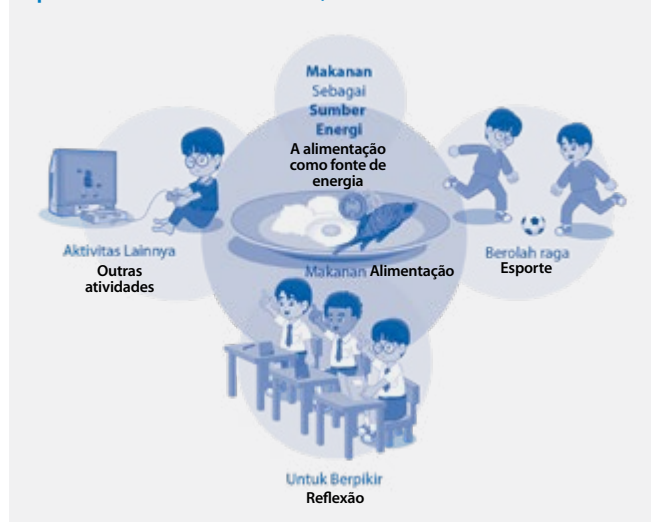 Makanan
Sebagai
Sumber
Energi
A alimentação
como fonte de
energia
Aktivitas Lainnya
Outras
atividades
Makanan Alimentação
Berolah raga
Esporte
Untuk Berpikir
Reflexão